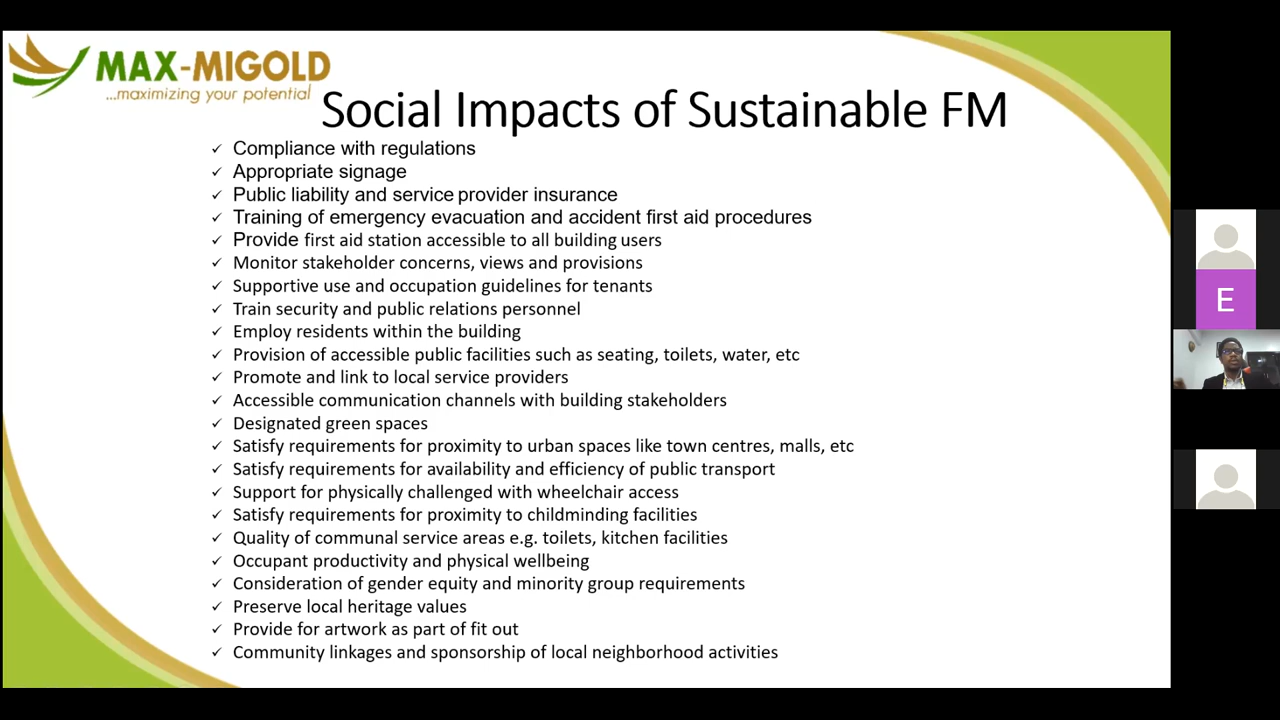 MAX-MIGOLD
...maximizing your potential
Social Impacts of Sustainable FM
✓ Compliance with regulations
✓ Appropriate signage
✓ Public liability and service provider insurance
✓ Training of emergency evacuation and accident first aid procedures
✓ Provide first aid station accessible to all building users
✓ Monitor stakeholder concerns, views and provisions
✓ Supportive use and occupation guidelines for tenants
✓ Train security and public relations personnel
✓ Employ residents within the building
✓ Provision of accessible public facilities such as seating, toilets, water, etc
✓ Promote and link to local service providers
✓ Accessible communication channels with building stakeholders
✓ Designated green spaces
✓ Satisfy requirements for proximity to urban spaces like town centres, malls, etc
✓ Satisfy requirements for availability and efficiency of public transport
✓ Support for physically challenged with wheelchair access
✓ Satisfy requirements for proximity to childminding facilities
✓ Quality of communal service areas e.g. toilets, kitchen facilities
✓ Occupant productivity and physical wellbeing
✓ Consideration of gender equity and minority group requirements
✓ Preserve local heritage values
✓ Provide for artwork as part of fit out
✓ Community linkages and sponsorship of local neighborhood activities
E